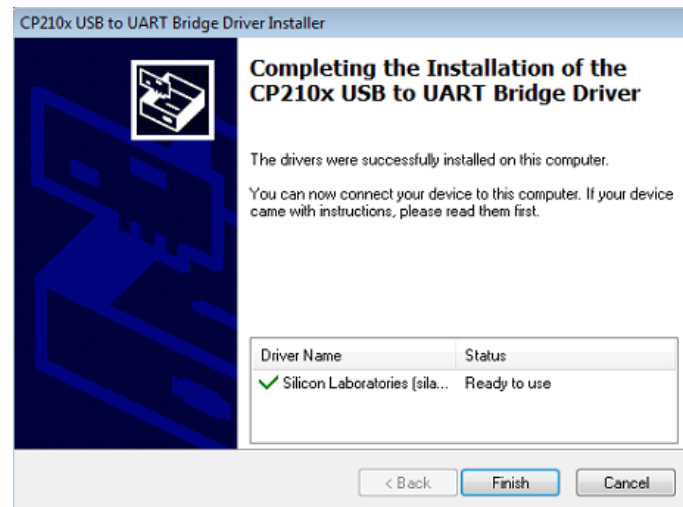 CP210x USB to UART Bridge Driver Installer
Completing the Installation of the
CP210x USB to UART Bridge Driver
The drivers were successfully installed on this computer.
You can now connect your device to this computer. If your device
came with instructions, please read them first.
Driver Name Status
Silicon Laboratories (sila... Ready to use
< Back Finish Cancel